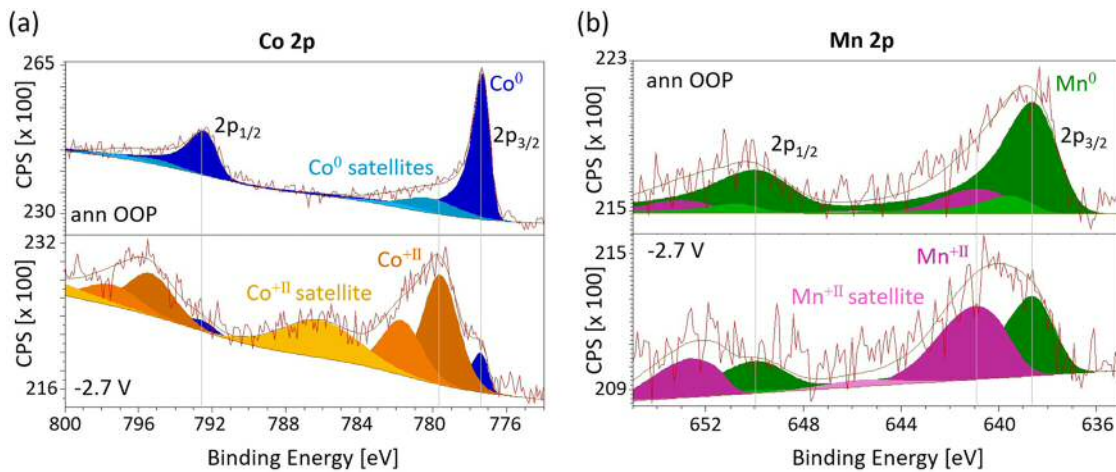 (a)
Co 2p
265
ann OOP
Co⁰
2p₁/₂
2p₃/₂
Co⁰ satellites
CPS [x 100]
230
232
Co⁺ᴵᴵ
Co⁺ᴵᴵ satellite
CPS [x 100]
216
-2.7 V
800 792 788 784 780 776
Binding Energy [eV]
(b)
Mn 2p
223
ann OOP
Mn⁰
2p₁/₂
2p₃/₂
CPS [x 100]
215
215
-2.7 V
Mn⁺ᴵᴵ
Mn⁺ᴵᴵ satellite
CPS [x 100]
209
652 648 644 640 636
Binding Energy [eV]